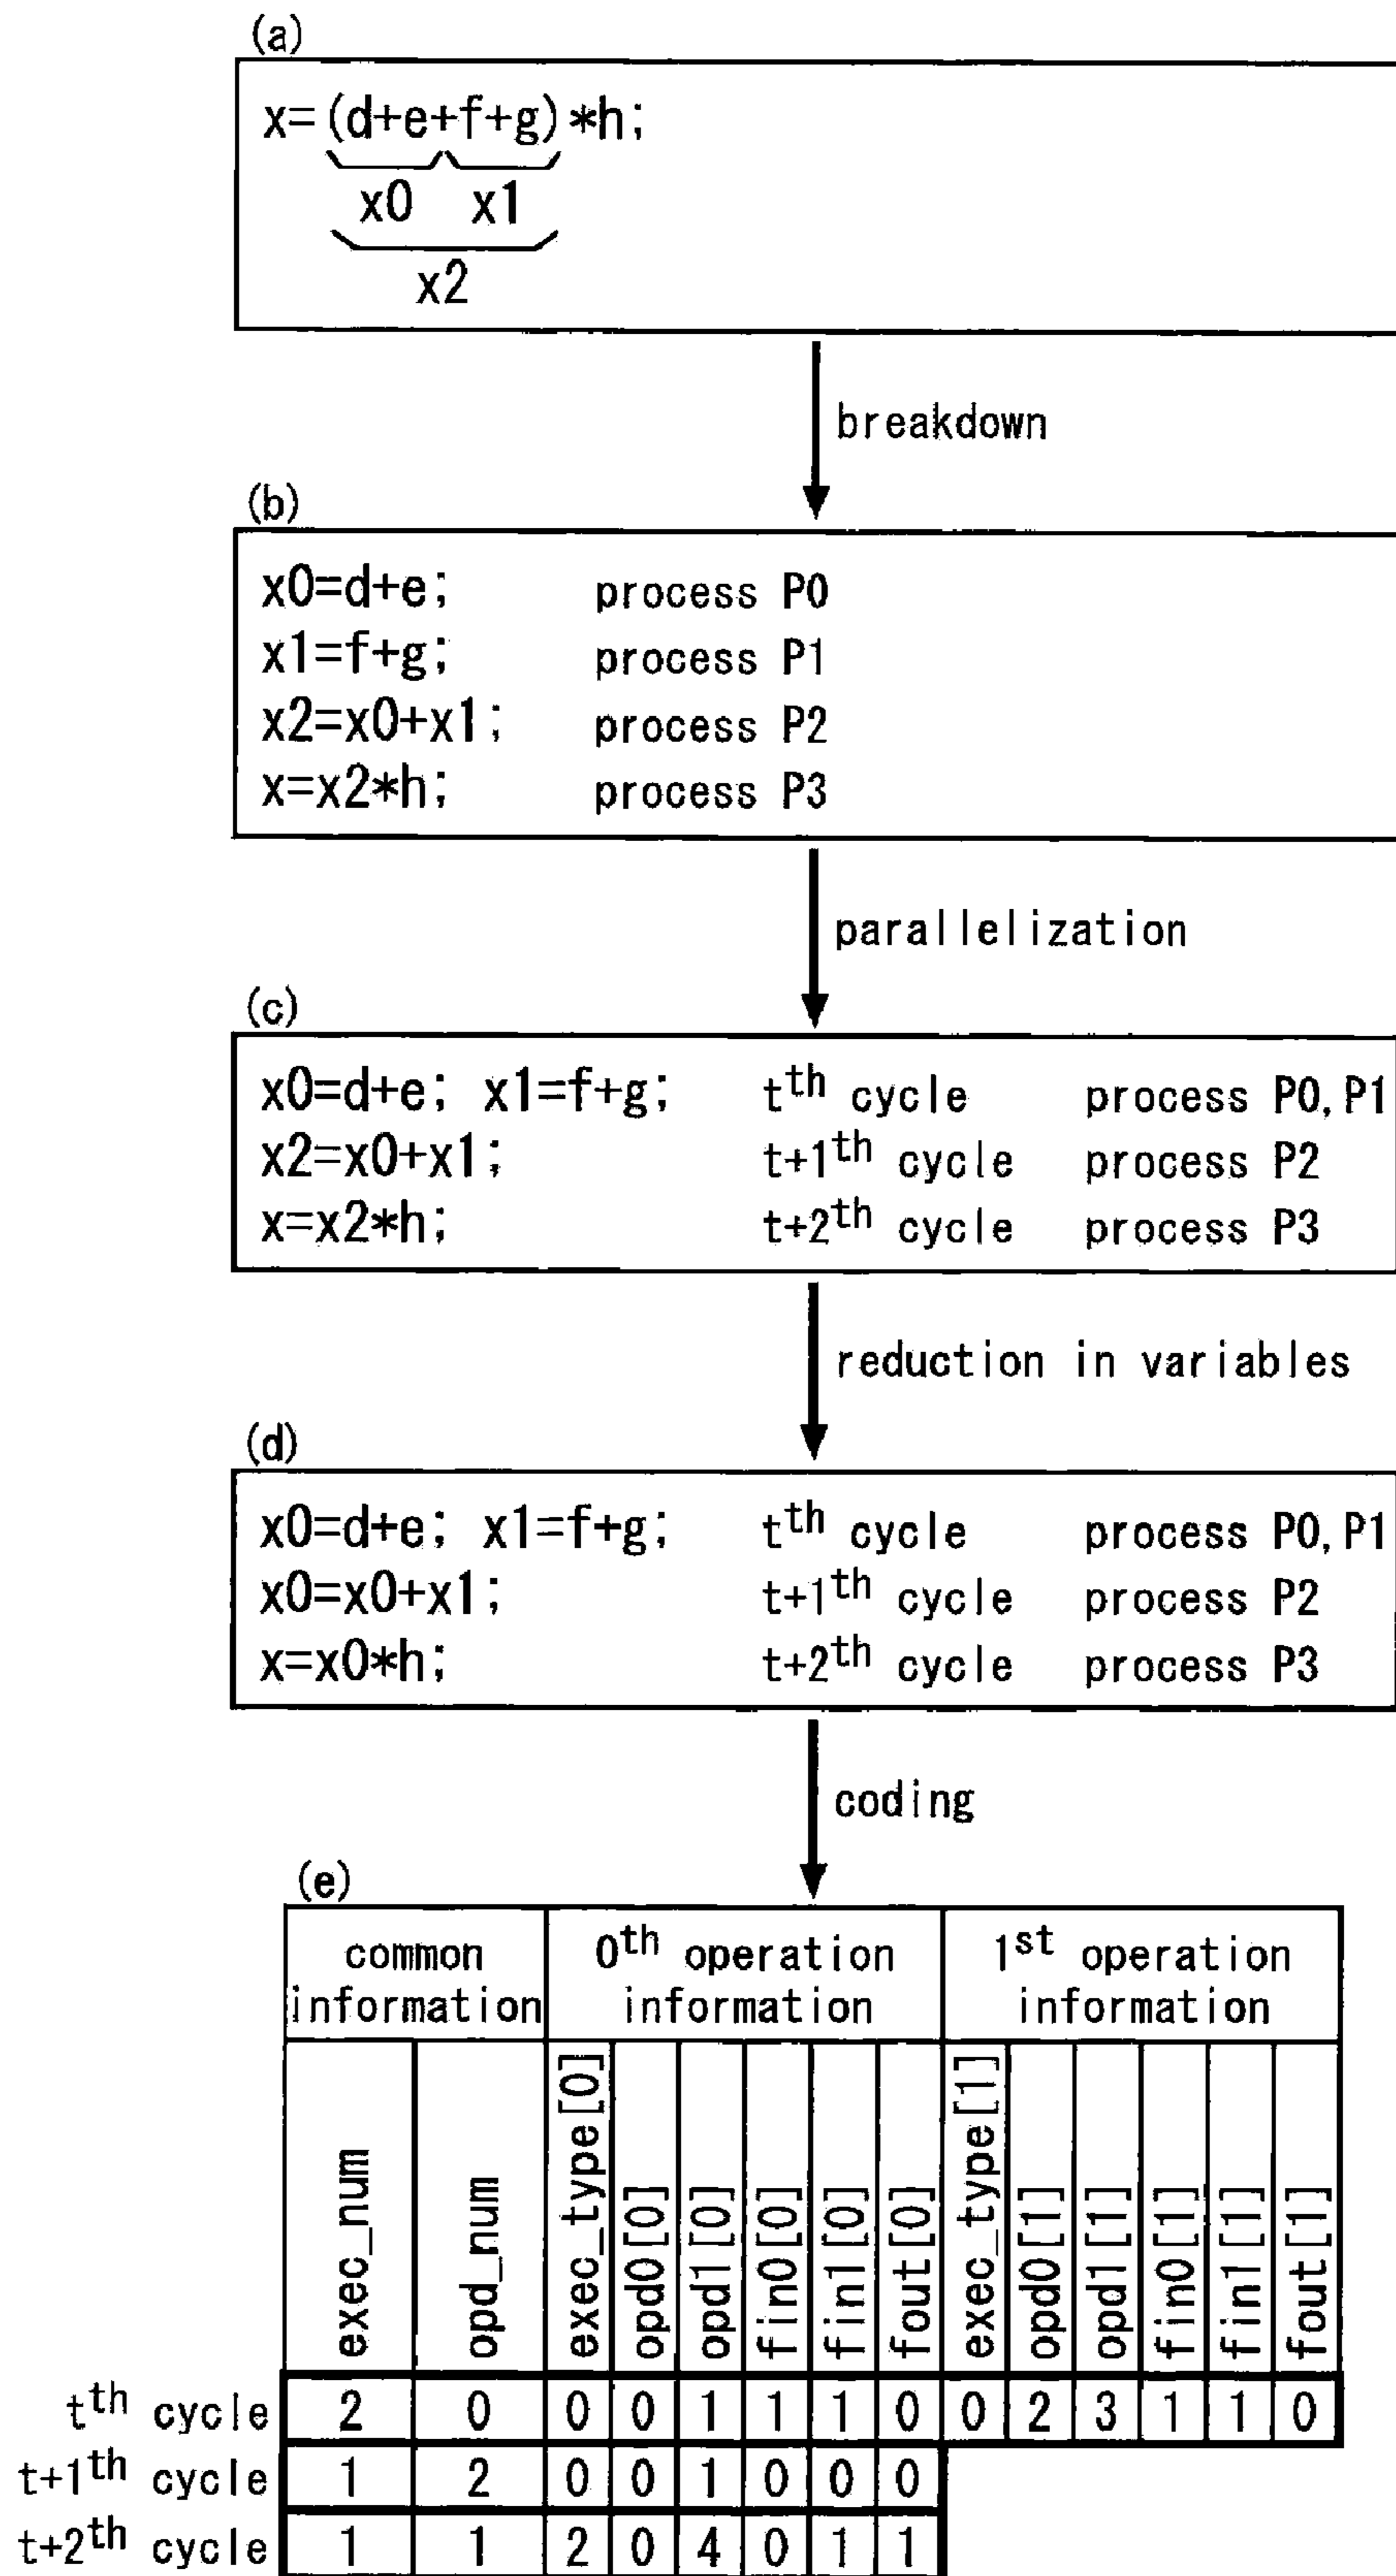 (a)
x=(d+e+f+g)*h;
x0 x1
x2
breakdown
(b)
x0=d+e; process P0
x1=f+g; process P1
x2=x0+x1; process P2
x=x2*h; process P3
parallelization
(c)
x0=d+e; x1=f+g; tth cycle process P0,P1
x2=x0+x1; t+1th cycle process P2
x=x2*h; t+2th cycle process P3
reduction in variables
(d)
x0=d+e; x1=f+g; tth cycle process P0,P1
x0=x0+x1; t+1th cycle process P2
x=x0*h; t+2th cycle process P3
coding
(e)
common 0th operation 1st operation
information information information
exec_num opd_num exec_type[0] opd0[0] opd1[0] fin0[0] fin1[0] fout[0] exec_type[1] opd0[1] opd1[1] fin0[1] fin1[1] fout[1]
tth cycle 2 0 0 0 1 1 1 0 0 2 3 1 1 0
t+1th cycle 1 2 0 0 1 0 0 0
t+2th cycle 1 1 2 0 4 0 1 1